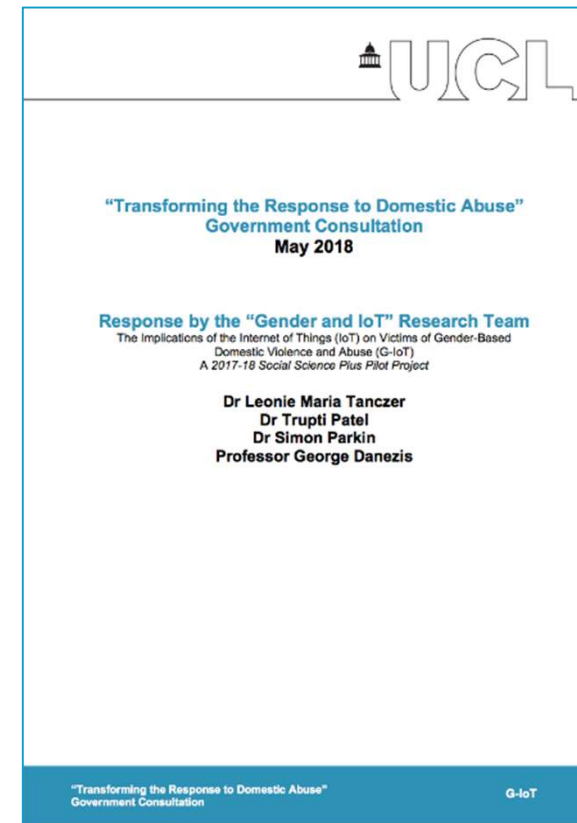 UCL
“Transforming the Response to Domestic Abuse”
Government Consultation
May 2018
Response by the “Gender and IoT” Research Team
The Implications of the Internet of Things (IoT) on Victims of Gender-Based
Domestic Violence and Abuse (G-IoT)
A 2017-18 Social Science Plus Pilot Project
Dr Leonie Maria Tanczer
Dr Trupti Patel
Dr Simon Parkin
Professor George Danezis
“Transforming the Response to Domestic Abuse”
Government Consultation
G-IoT